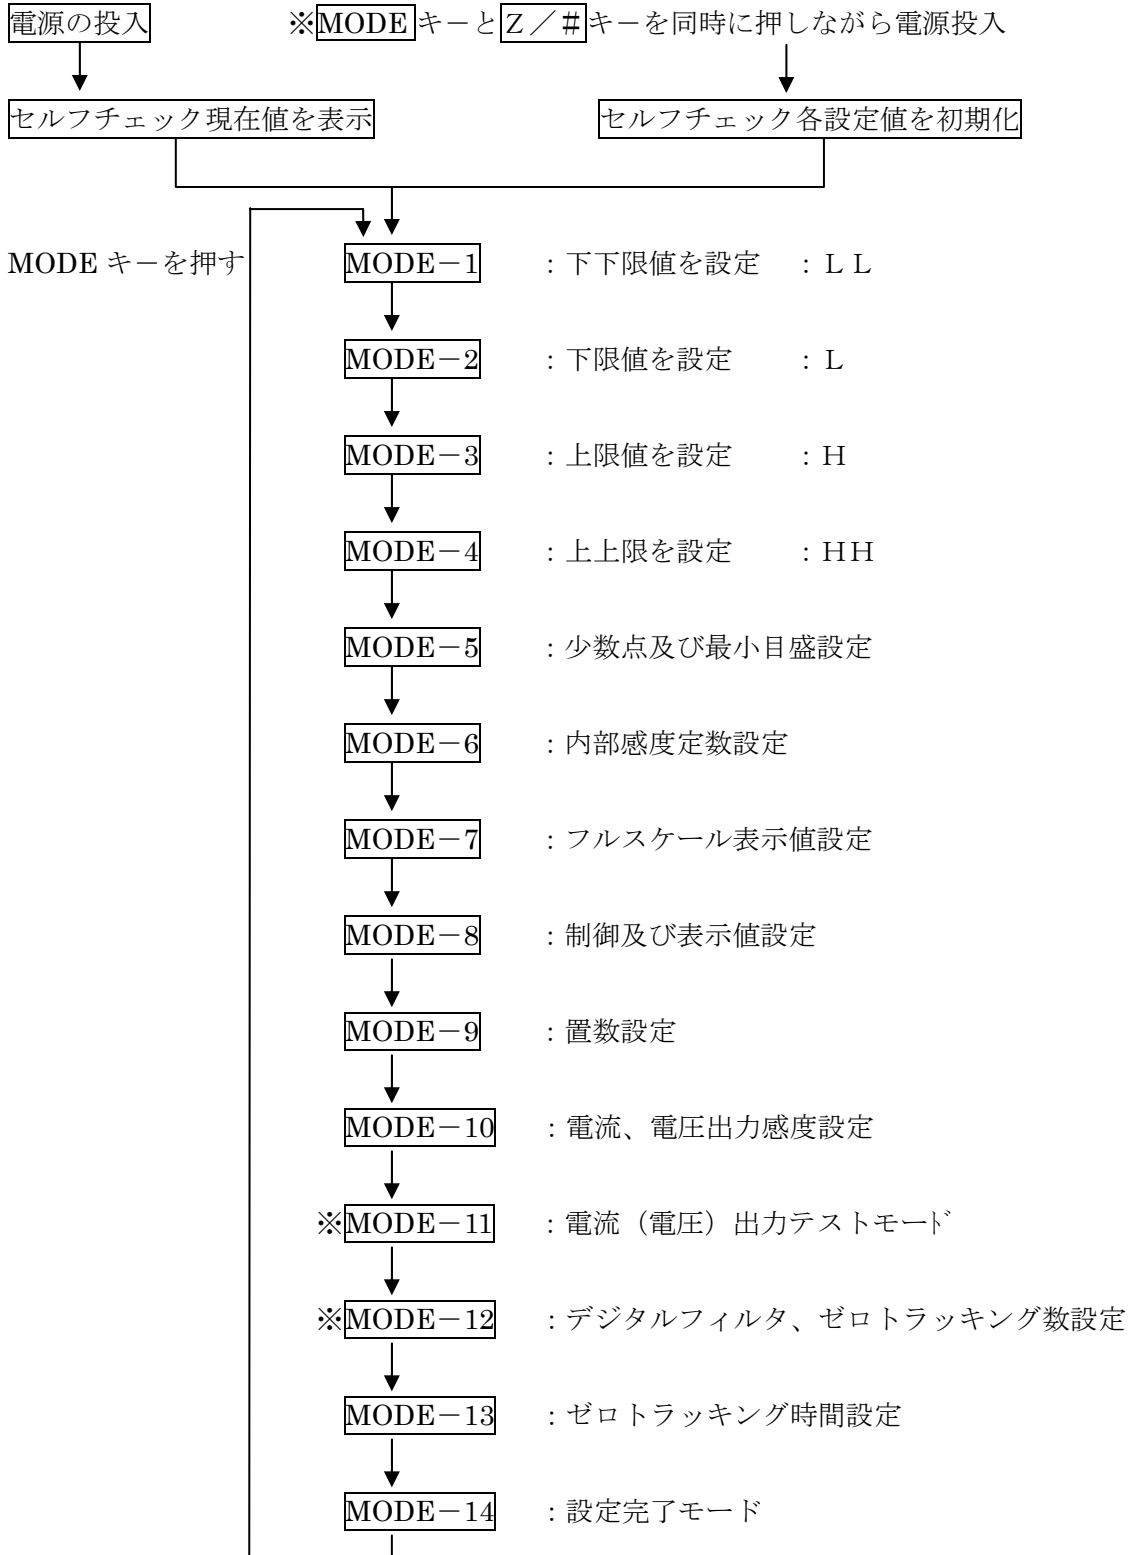 電源の投入 ※MODEキーとZ/#キーを同時に押しながら電源投入
セルフチェック現在値を表示 セルフチェック各設定値を初期化
MODE キーを押す MODE－1 ：下下限値を設定 ：ＬＬ
MODE－2 ：下限値を設定 ：Ｌ
MODE－3 ：上限値を設定 ：Ｈ
MODE－4 ：上上限を設定 ：ＨＨ
MODE－5 ：少数点及び最小目盛設定
MODE－6 ：内部感度定数設定
MODE－7 ：フルスケール表示値設定
MODE－8 ：制御及び表示値設定
MODE－9 ：置数設定
MODE－10 ：電流、電圧出力感度設定
※MODE－11 ：電流（電圧）出力テストモード
※MODE－12 ：デジタルフィルタ、ゼロトラッキング数設定
MODE－13 ：ゼロトラッキング時間設定
MODE－14 ：設定完了モード